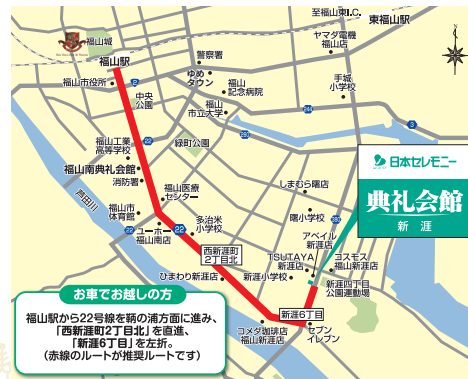 福山城
福山駅
福山市役所
中央
公園
警察署
ゆめ
タウン
福山
記念病院
福山
市立大学
至福山東I.C.
東福山駅
ヤマダ電機
福山店
手城
小学校
緑町公園
福山工業
高等学校
福山南典礼会館
消防署
福山市
体育館
福山医療
センター
芦田川
ユーホー
福山南店
22
多治米
小学校
西新涯町
2丁目北
ひまわり新涯店
しまむら曙店
曙小学校
アベイル
新涯店
TSUTAYA
新涯店
新涯小学校
コスモス
福山新涯店
新涯四丁目
公園運動場
新涯6丁目
セブン
イレブン
コメダ珈琲店
福山新涯店
日本セレモニー
典礼会館
新涯
お車でお越しの方
福山駅から22号線を鞆の浦方面に進み、
「西新涯町2丁目北」を直進、
「新涯6丁目」を左折。
(赤線のルートが推奨ルートです)